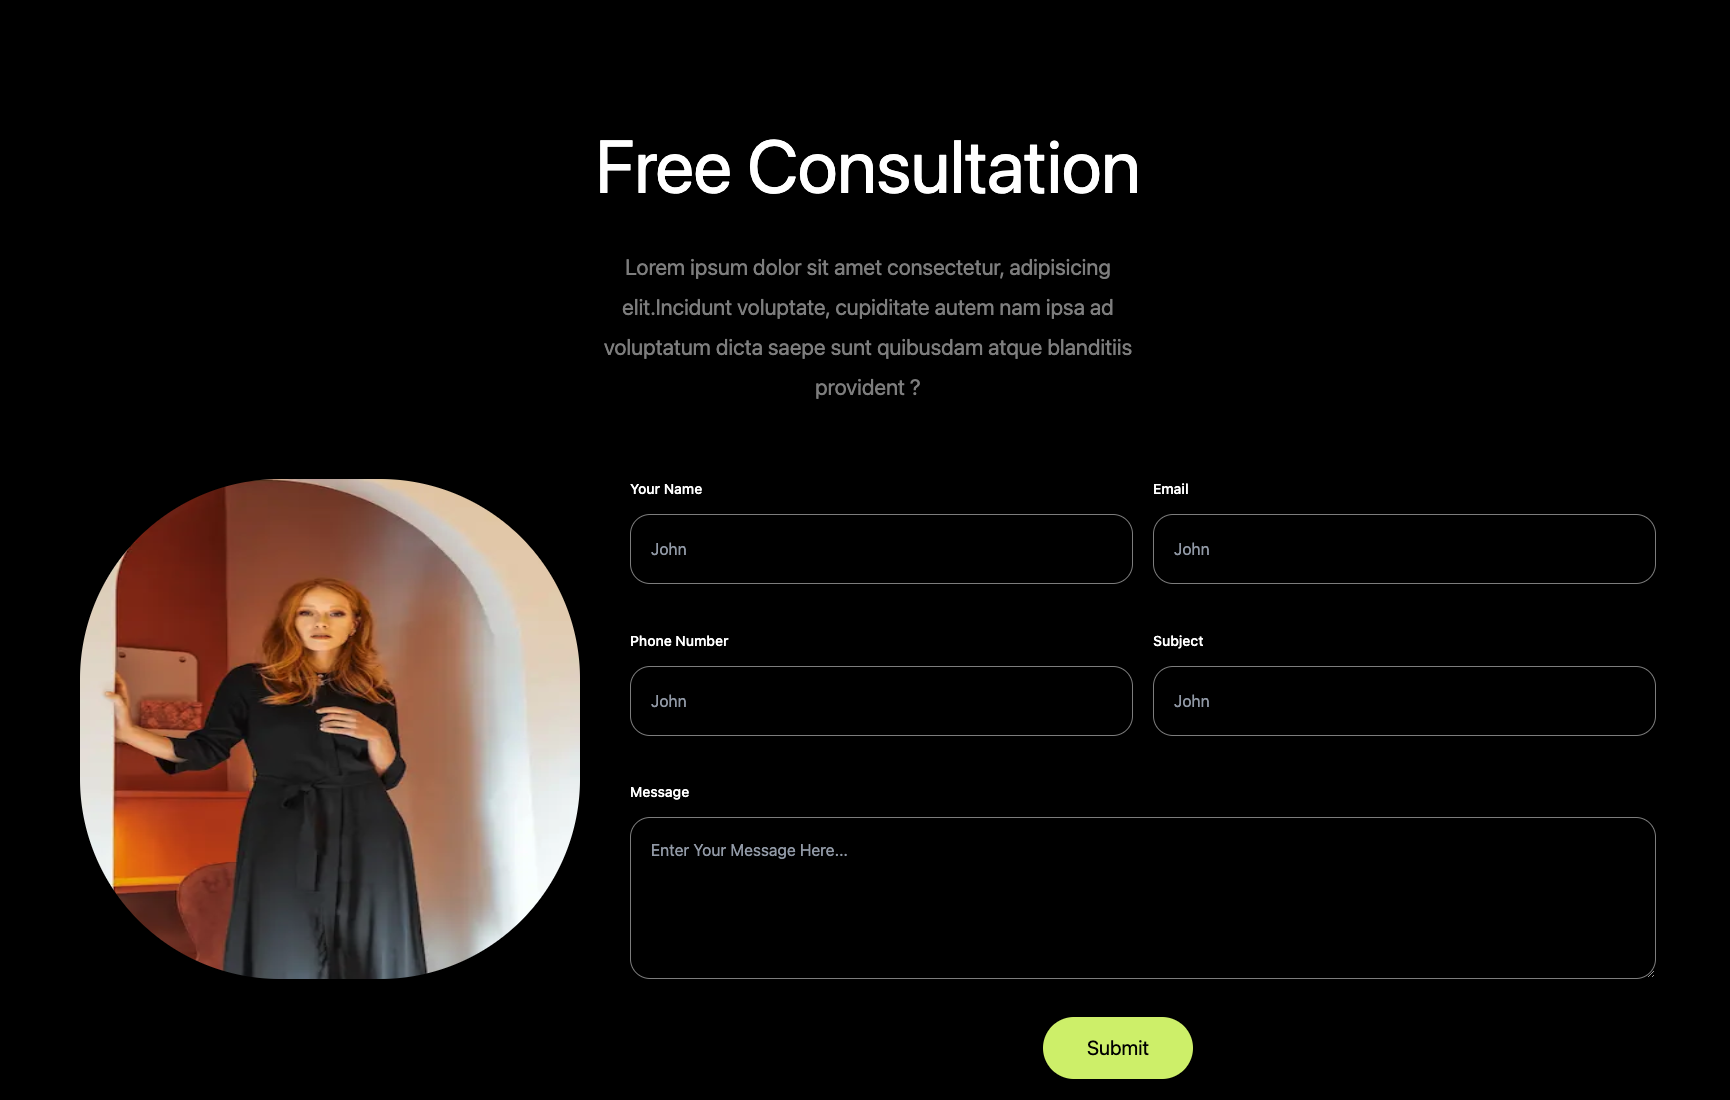 Free Consultation
Lorem ipsum dolor sit amet consectetur, adipisicing
elit.Incidunt voluptate, cupiditate autem nam ipsa ad
voluptatum dicta saepe sunt quibusdam atque blanditiis
provident ?
Your Name
Email
John
John
Phone Number
Subject
John
John
Message
Enter Your Message Here...
Submit